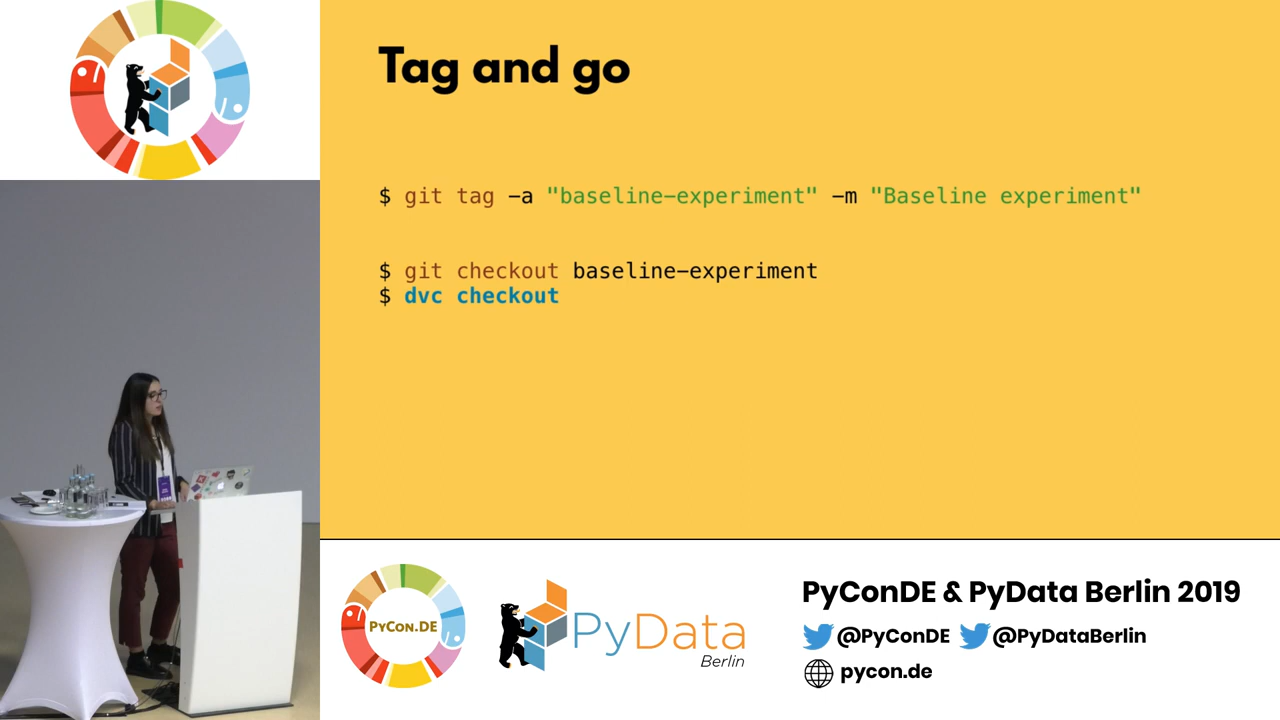 Tag and go
$ git tag -a "baseline-experiment" -m "Baseline experiment"
$ git checkout baseline-experiment
$ dvc checkout
PyCon.DE
PyData
Berlin
PyConDE & PyData Berlin 2019
@PyConDE @PyDataBerlin
pycon.de